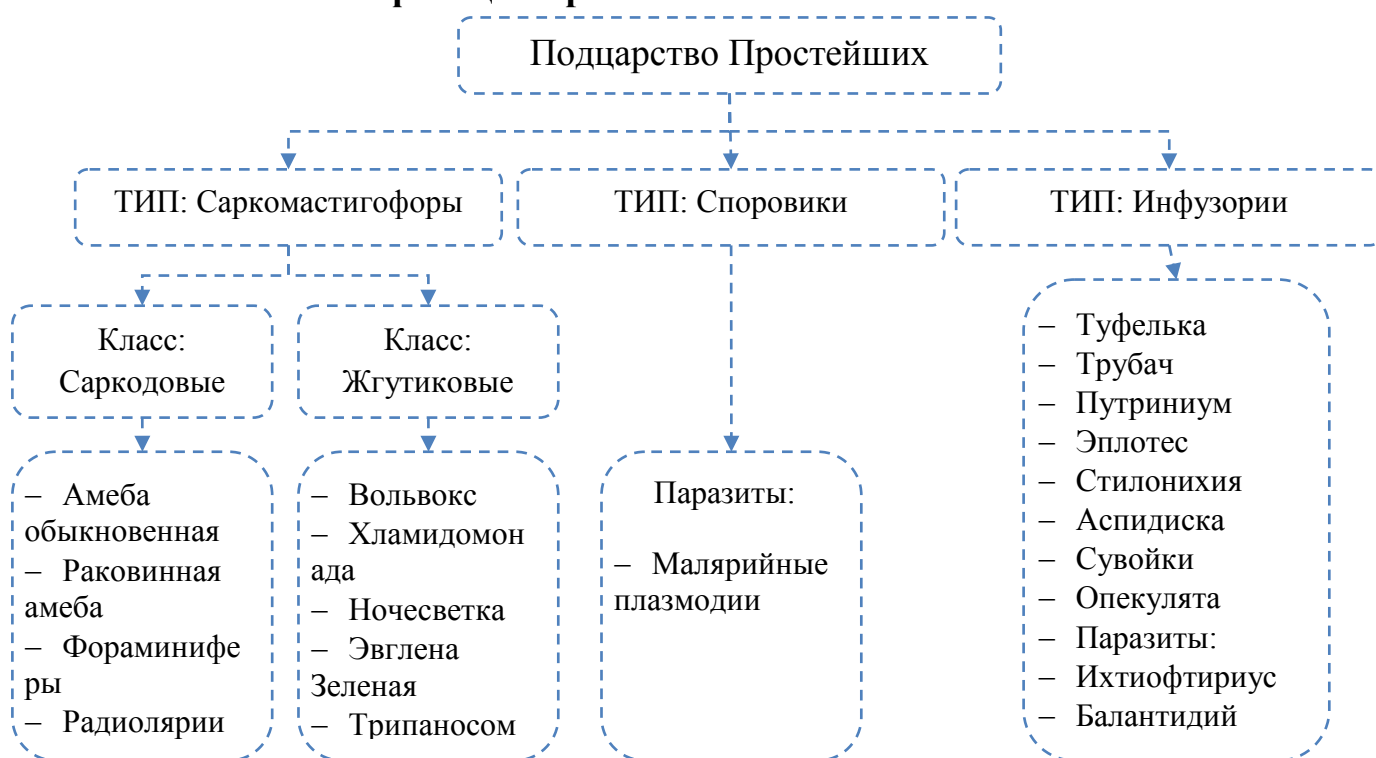 Подцарство Простейших
ТИП: Саркомастигофоры
ТИП: Споровики
ТИП: Инфузории
Класс:
Саркодовые
Класс:
Жгутиковые
– Амеба
обыкновенная
– Раковинная
амеба
– Фораминифе
ры
– Радиолярии
– Вольвокс
– Хламидомон
ада
– Ночесветка
– Эвглена
Зеленая
– Трипаносом
Паразиты:
– Малярийные
плазмодии
– Туфелька
– Трубач
– Путриниум
– Эплотес
– Стилонихия
– Аспидиска
– Сувойки
– Опекулята
– Паразиты:
– Ихтиофтириус
– Балантидий